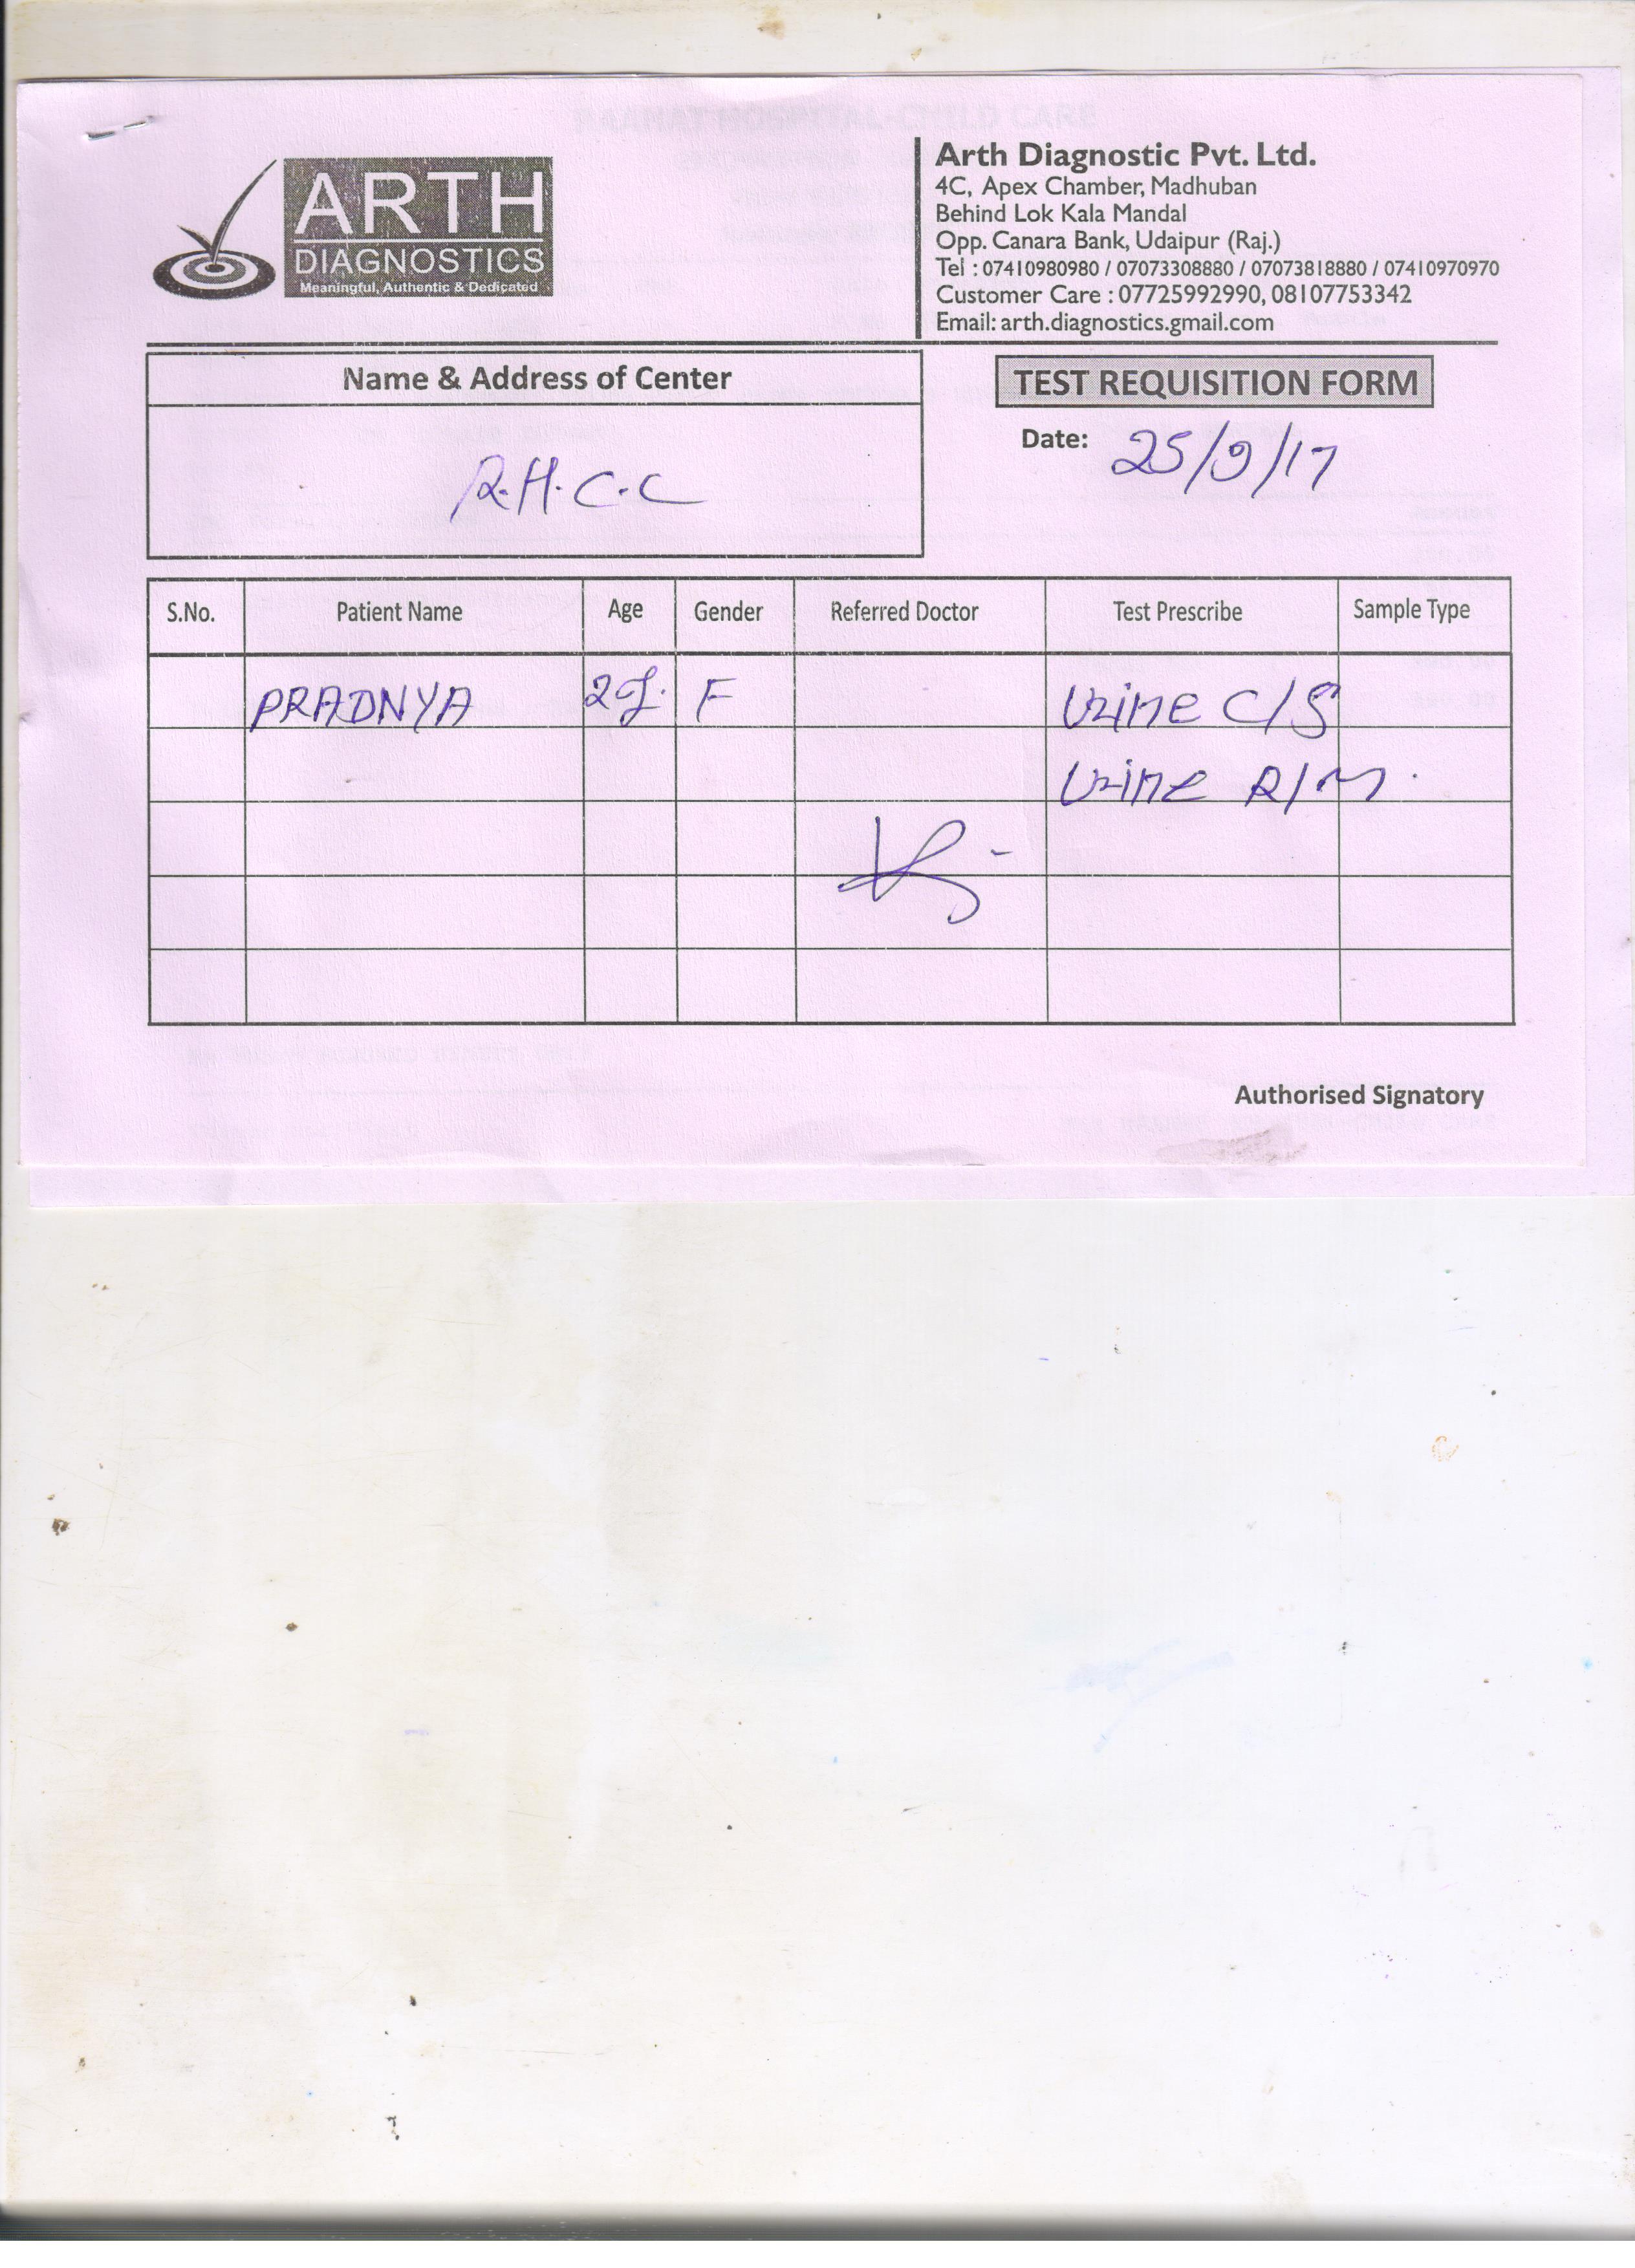 ARTH
DIAGNOSTICS
Meaningful, Authentic & Dedicated
Arth Diagnostic Pvt. Ltd.
4C, Apex Chamber, Madhuban
Behind Lok Kala Mandal
Opp. Canara Bank, Udaipur (Raj.)
Tel : 07410980980 / 07073308880 / 07073818880 / 07410970970
Customer Care : 07725992990, 08107753342
Email: arth.diagnostics.gmail.com
Name & Address of Center
R.H.C.C
TEST REQUISITION FORM
Date: 25/9/17
S.No. Patient Name Age Gender Referred Doctor Test Prescribe Sample Type
PRADNYA 2y. F Urine C/S
Urine R/M.
Authorised Signatory